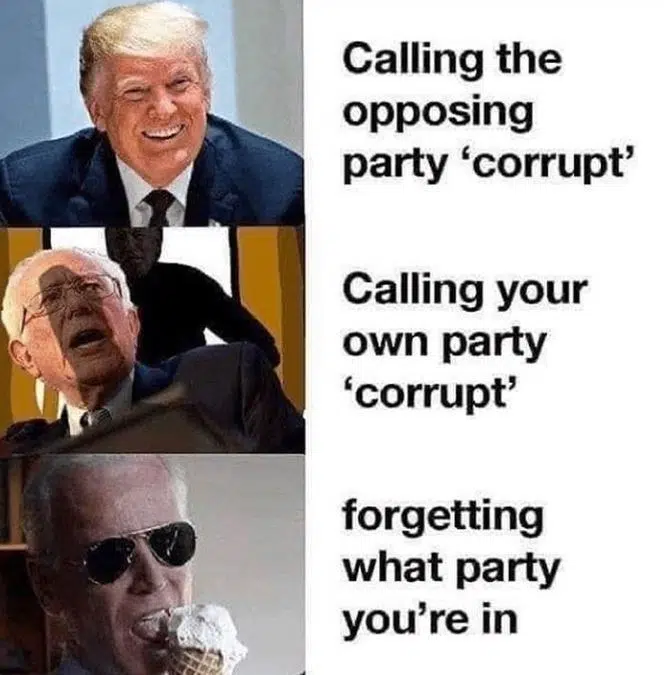 Calling the
opposing
party ‘corrupt’
Calling your
own party
‘corrupt’
forgetting
what party
you’re in